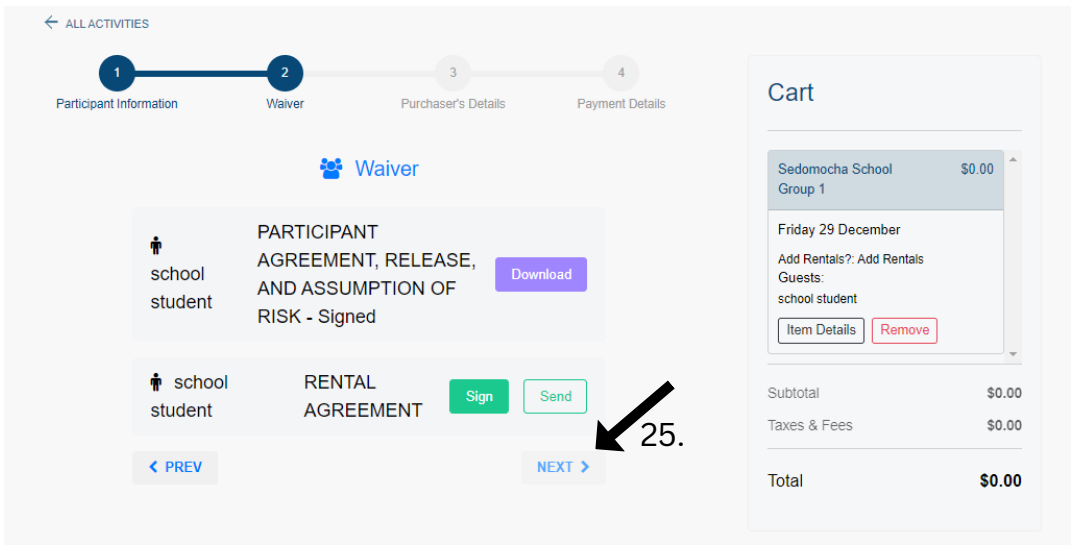 ALL ACTIVITIES
1
2
3
4
Participant Information
Waiver
Purchaser's Details
Payment Details
Waiver
school
student
PARTICIPANT
AGREEMENT, RELEASE,
AND ASSUMPTION OF
RISK - Signed
Download
school
student
RENTAL
AGREEMENT
Sign
Send
25.
PREV
NEXT
Cart
Sedomocha School
Group 1
$0.00
Friday 29 December
Add Rentals?: Add Rentals
Guests:
school student
Item Details
Remove
Subtotal $0.00
Taxes & Fees $0.00
Total $0.00